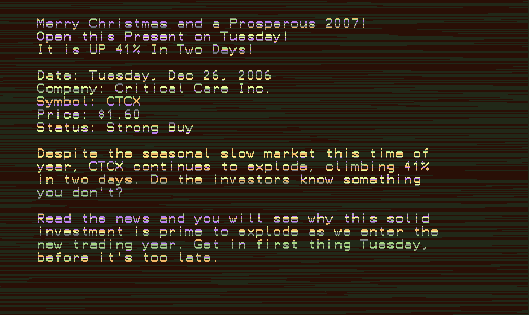 Merry Christmas and a Prosperous 2007!
Open this Present on Tuesday!
It is UP 41% In Two Days!
Date: Tuesday, Dec 26, 2006
Company: Critical Care Inc.
Symbol: CTCX
Price: $1.60
Status: Strong Buy
Despite the seasonal slow market this time of
year, CTCX continues to explode, climbing 41%
in two days. Do the investors know something
you don't?
Read the news and you will see why this solid
investment is prime to explode as we enter the
new trading year. Get in first thing Tuesday,
before it's too late.